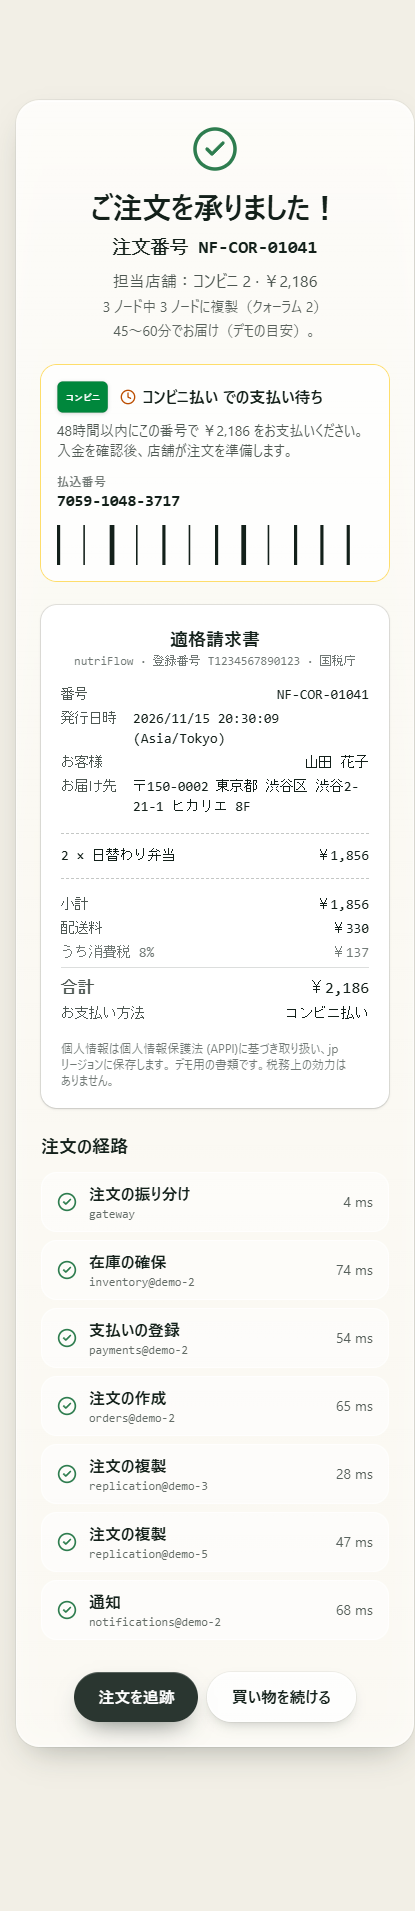 ご注文を承りました！
注文番号 NF-COR-01041
担当店舗：コンビニ 2 · ￥2,186
3 ノード中 3 ノードに複製（クォーラム 2）
45〜60分でお届け（デモの目安）。
コンビニ コンビニ払い での支払い待ち
48時間以内にこの番号で ￥2,186 をお支払いください。
入金を確認後、店舗が注文を準備します。
払込番号
7059-1048-3717
適格請求書
nutriFlow · 登録番号 T1234567890123 · 国税庁
番号 NF-COR-01041
発行日時 2026/11/15 20:30:09
(Asia/Tokyo)
お客様 山田 花子
お届け先 〒150-0002 東京都 渋谷区 渋谷2-
21-1 ヒカリエ 8F
2 × 日替わり弁当 ￥1,856
小計 ￥1,856
配送料 ￥330
うち消費税 8% ￥137
合計 ￥2,186
お支払い方法 コンビニ払い
個人情報は個人情報保護法 (APPI)に基づき取り扱い、jp
リージョンに保存します。デモ用の書類です。税務上の効力は
ありません。
注文の経路
注文の振り分け 4 ms
gateway
在庫の確保 74 ms
inventory@demo-2
支払いの登録 54 ms
payments@demo-2
注文の作成 65 ms
orders@demo-2
注文の複製 28 ms
replication@demo-3
注文の複製 47 ms
replication@demo-5
通知 68 ms
notifications@demo-2
注文を追跡 買い物を続ける